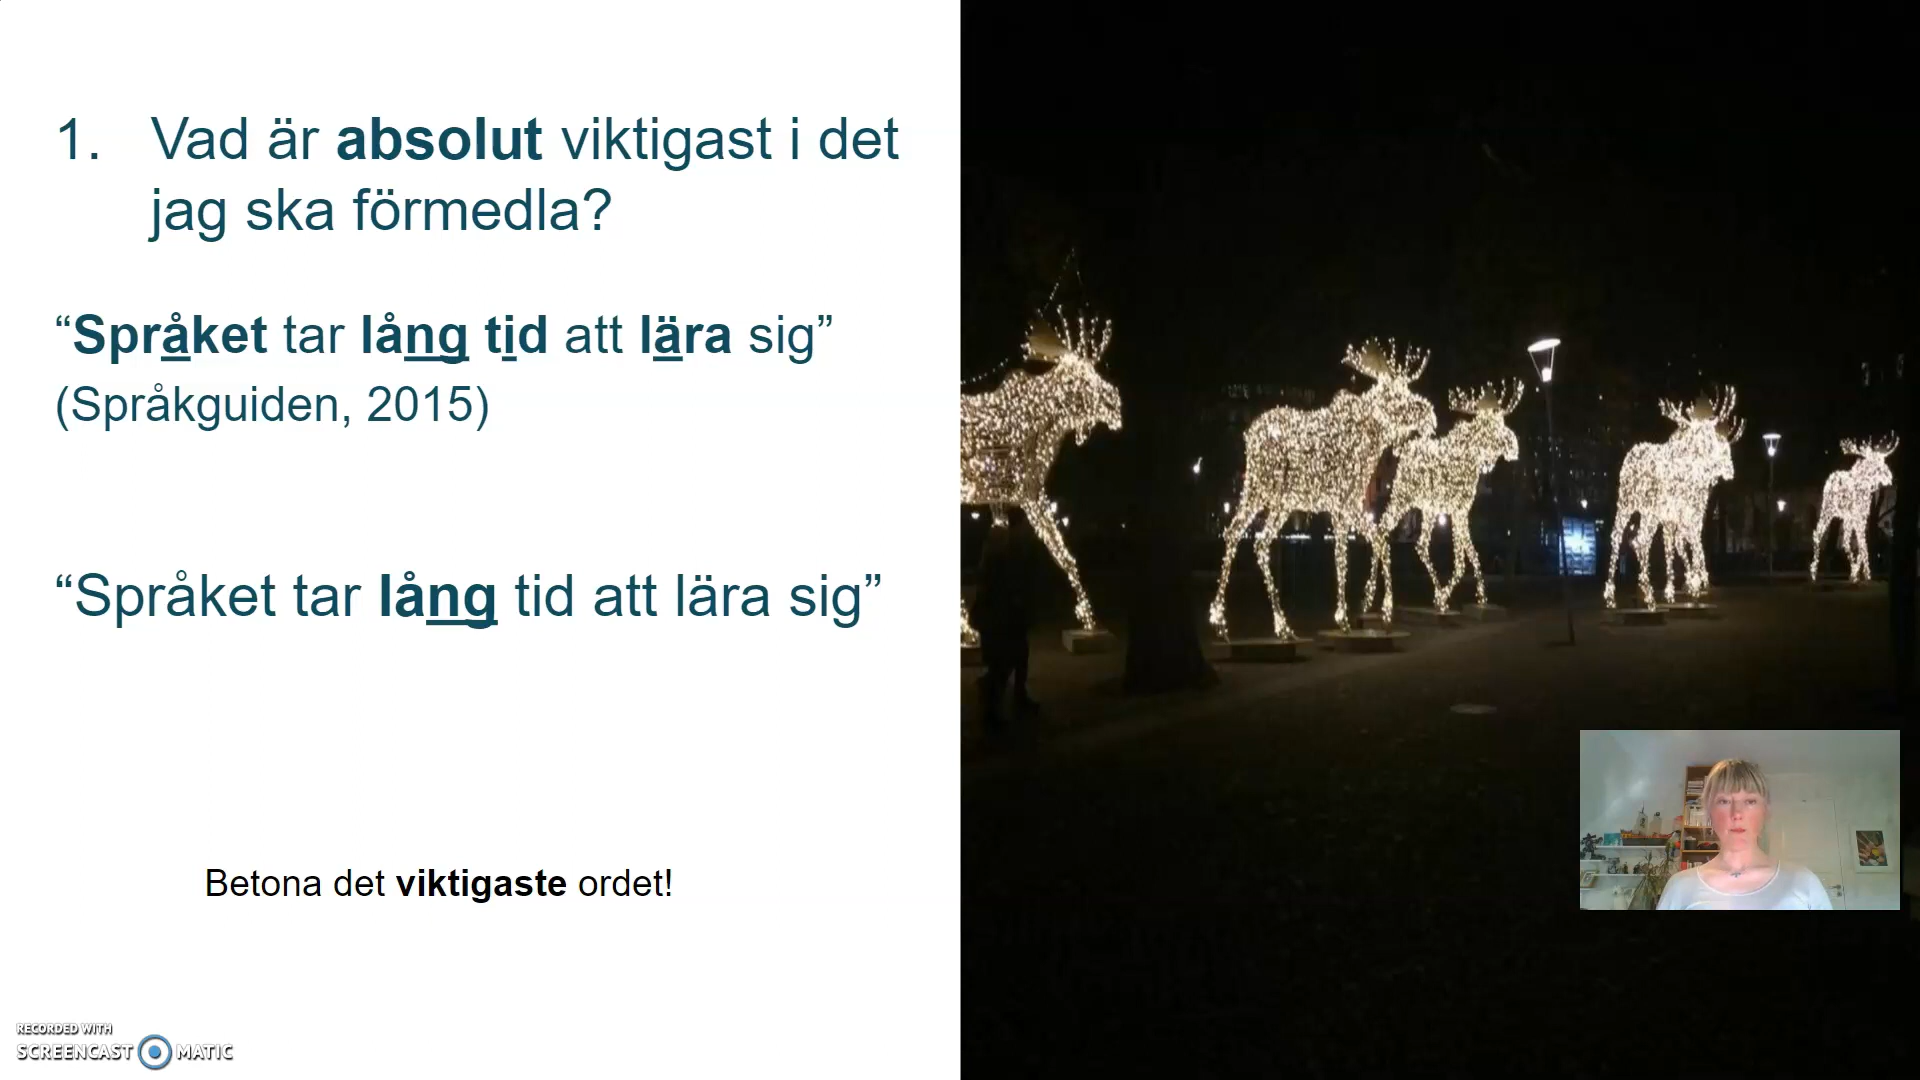 1. Vad är absolut viktigast i det
jag ska förmedla?
“Språket tar lång tid att lära sig”
(Språkguiden, 2015)
“Språket tar lång tid att lära sig”
Betona det viktigaste ordet!
RECORDED WITH
SCREENCAST MATIC